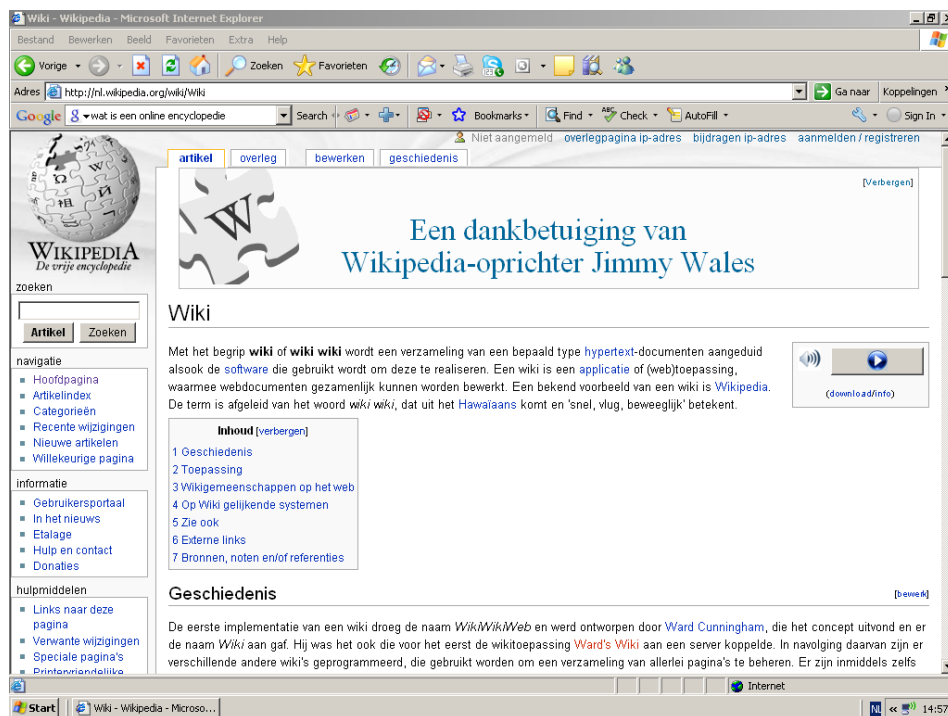 Wiki - Wikipedia - Microsoft Internet Explorer
Bestand Bewerken Beeld Favorieten Extra Help
Vorige Zoeken Favorieten
Adres http://nl.wikipedia.org/wiki/Wiki Ga naar Koppelingen
Google wat is een online encyclopedie Search Bookmarks Find Check AutoFill Sign In
Niet aangemeld overlegpagina ip-adres bijdragen ip-adres aanmelden / registreren
artikel overleg bewerken geschiedenis
[Verbergen]
Een dankbetuiging van
Wikipedia-oprichter Jimmy Wales
WIKIPEDIA
De vrije encyclopedie
zoeken
Artikel Zoeken
navigatie
Hoofdpagina
Artikelindex
Categorieën
Recente wijzigingen
Nieuwe artikelen
Willekeurige pagina
informatie
Gebruikersportaal
In het nieuws
Etalage
Hulp en contact
Donaties
hulpmiddelen
Links naar deze
pagina
Verwante wijzigingen
Speciale pagina's
Printervriendelijke
Wiki
Met het begrip wiki of wiki wiki wordt een verzameling van een bepaald type hypertext-documenten aangeduid
alsook de software die gebruikt wordt om deze te realiseren. Een wiki is een applicatie of (web)toepassing,
waarmee webdocumenten gezamenlijk kunnen worden bewerkt. Een bekend voorbeeld van een wiki is Wikipedia.
De term is afgeleid van het woord wiki wiki, dat uit het Hawaïaans komt en 'snel, vlug, beweeglijk' betekent.
(download/info)
Inhoud [verbergen]
1 Geschiedenis
2 Toepassing
3 Wikigemeenschappen op het web
4 Op Wiki gelijkende systemen
5 Zie ook
6 Externe links
7 Bronnen, noten en/of referenties
Geschiedenis [bewerk]
De eerste implementatie van een wiki droeg de naam WikiWikiWeb en werd ontworpen door Ward Cunningham, die het concept uitvond en er
de naam Wiki aan gaf. Hij was het ook die voor het eerst de wikitoepassing Ward's Wiki aan een server koppelde. In navolging daarvan zijn er
verschillende andere wiki's geprogrammeerd, die gebruikt worden om een verzameling van allerlei pagina's te beheren. Er zijn inmiddels zelfs
Internet
Start Wiki - Wikipedia - Microso... NL 14:57